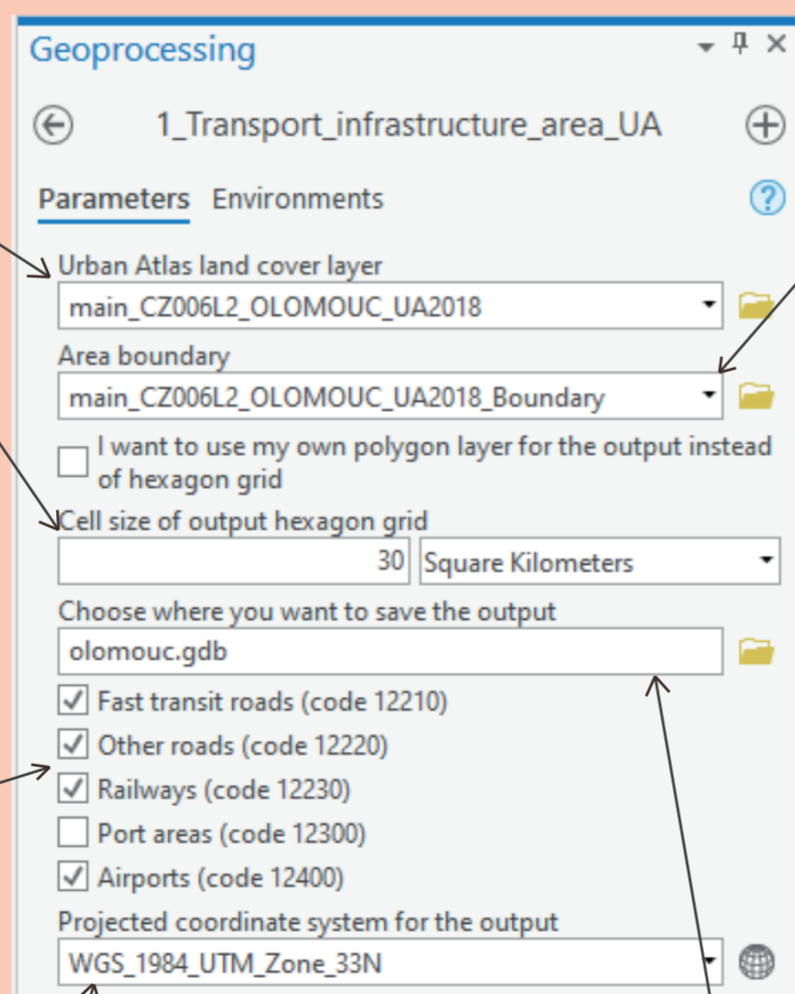 Geoprocessing
1_Transport_infrastructure_area_UA
Parameters Environments
Urban Atlas land cover layer
main_CZ006L2_OLOMOUC_UA2018
Area boundary
main_CZ006L2_OLOMOUC_UA2018_Boundary
I want to use my own polygon layer for the output instead
of hexagon grid
Cell size of output hexagon grid
30 Square Kilometers
Choose where you want to save the output
olomouc.gdb
Fast transit roads (code 12210)
Other roads (code 12220)
Railways (code 12230)
Port areas (code 12300)
Airports (code 12400)
Projected coordinate system for the output
WGS_1984_UTM_Zone_33N